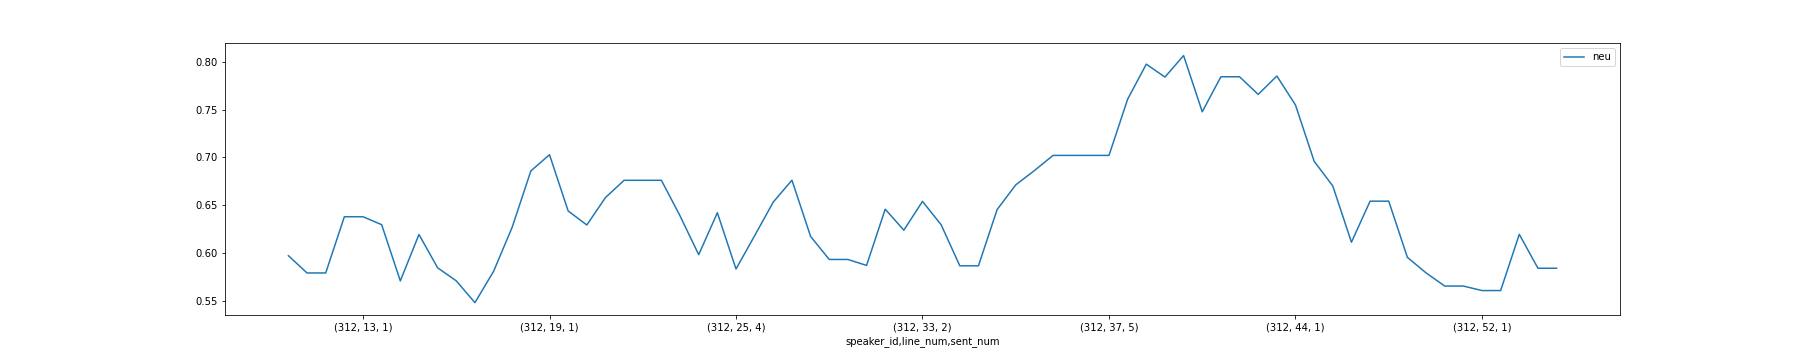 neu
0.80
0.75
0.70
0.65
0.60
0.55
(312, 13, 1) (312, 19, 1) (312, 25, 4) (312, 33, 2) (312, 37, 5) (312, 44, 1) (312, 52, 1)
speaker_id,line_num,sent_num